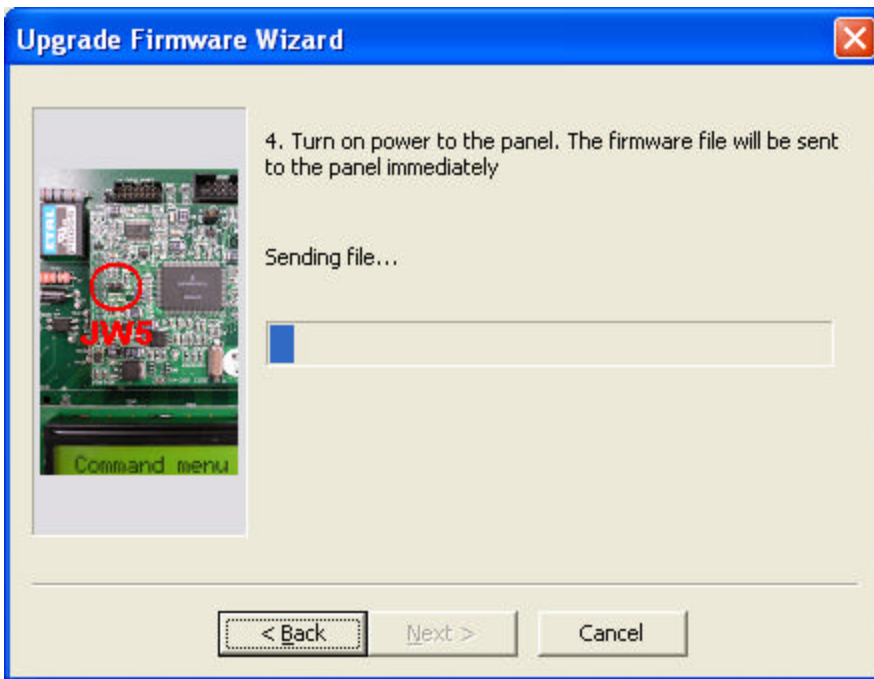 Upgrade Firmware Wizard
4. Turn on power to the panel. The firmware file will be sent
to the panel immediately
Sending file...
ETAL
JW5
Command menu
< Back
Next >
Cancel